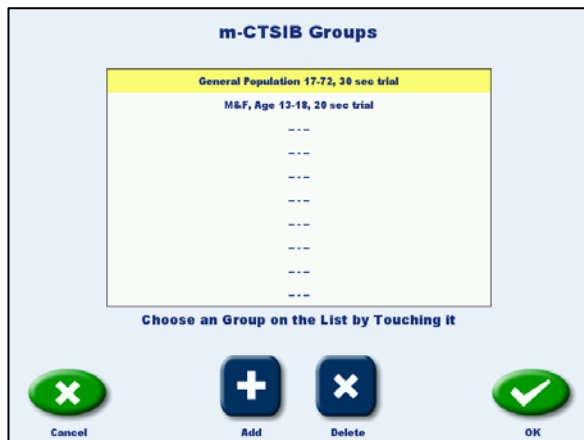 m-CTSIB Groups
General Population 17-72, 30 sec trial
M&F, Age 13-18, 20 sec trial
--–
--–
--–
--–
--–
--–
--–
--–
Choose an Group on the List by Touching it
Cancel Add Delete OK